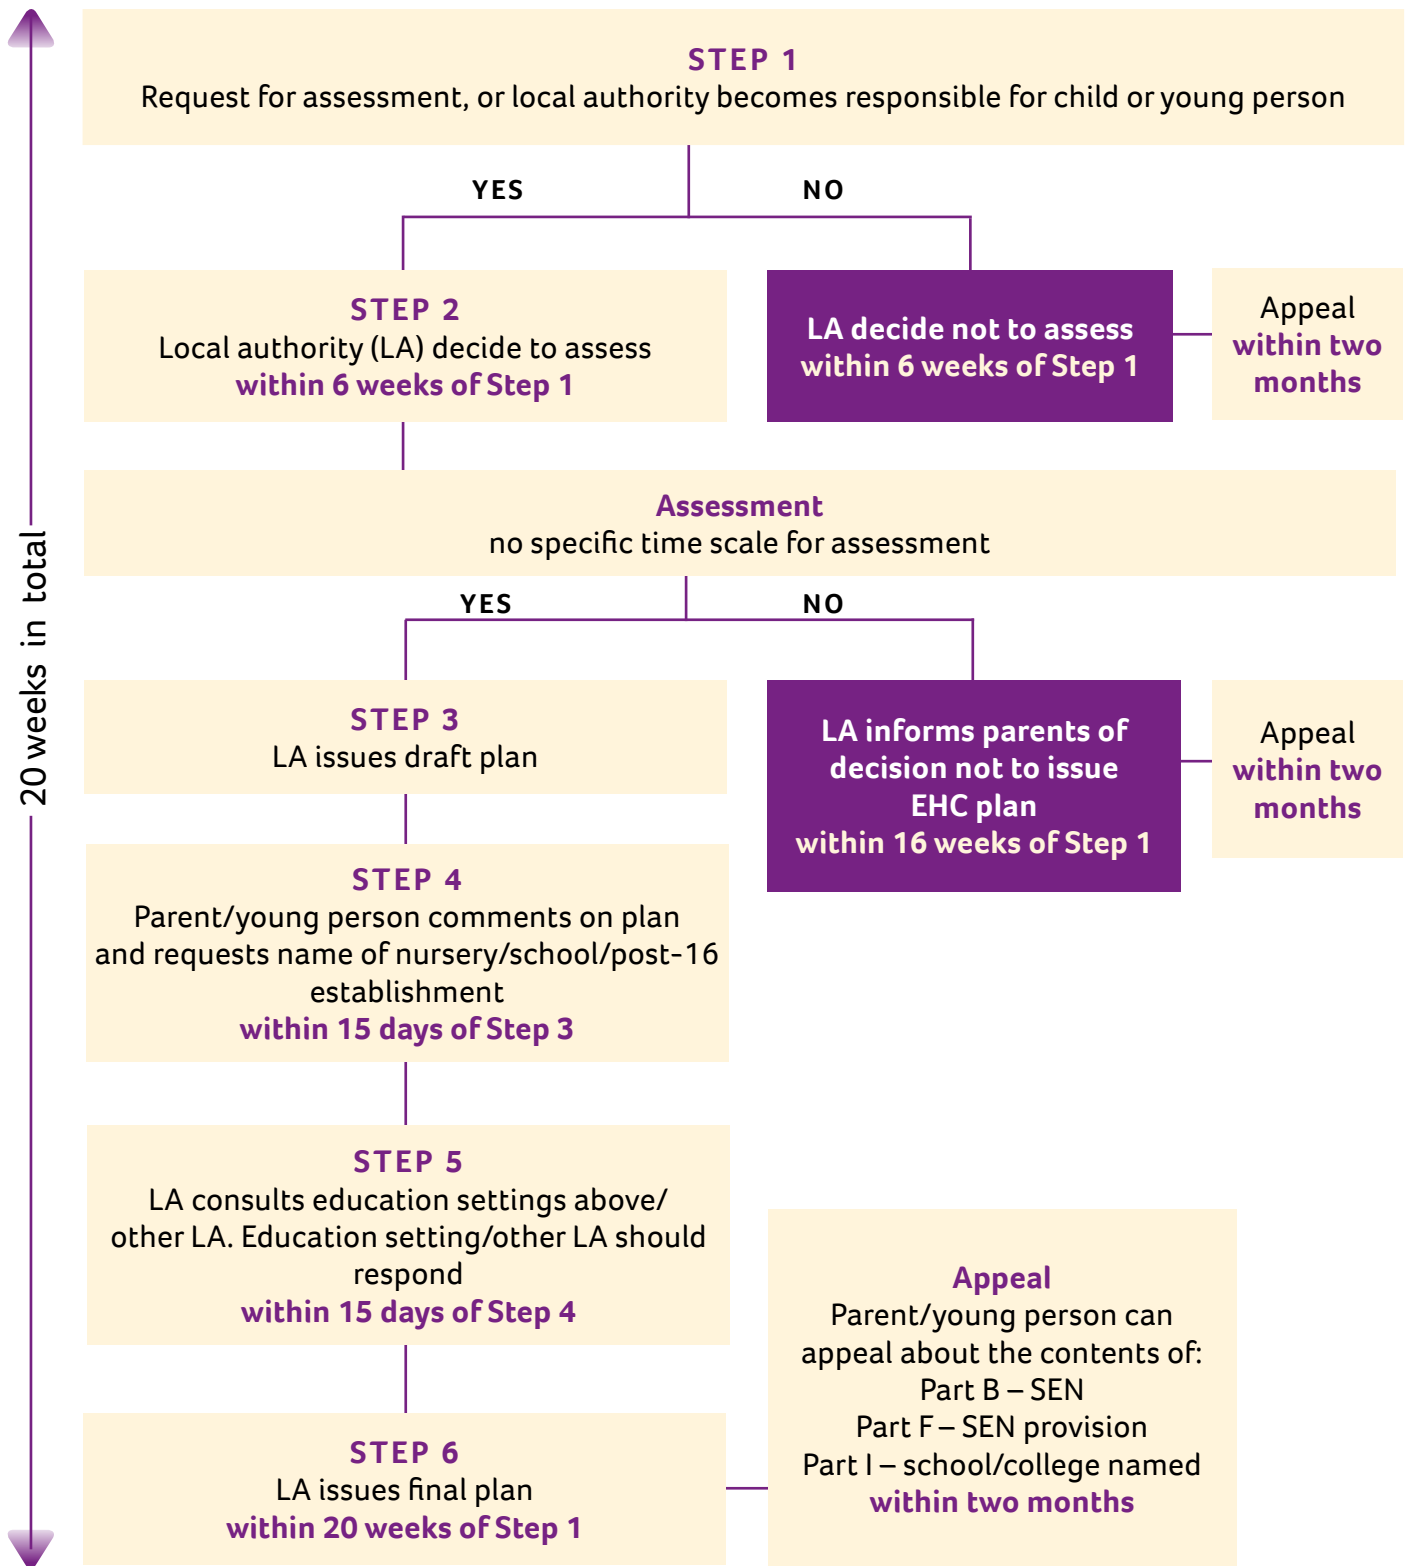 STEP 1
Request for assessment, or local authority becomes responsible for child or young person
YES
NO
STEP 2
Local authority (LA) decide to assess
within 6 weeks of Step 1
LA decide not to assess
within 6 weeks of Step 1
Appeal
within two
months
Assessment
no specific time scale for assessment
YES
NO
STEP 3
LA issues draft plan
LA informs parents of
decision not to issue
EHC plan
within 16 weeks of Step 1
Appeal
within two
months
STEP 4
Parent/young person comments on plan
and requests name of nursery/school/post-16
establishment
within 15 days of Step 3
STEP 5
LA consults education settings above/
other LA. Education setting/other LA should
respond
within 15 days of Step 4
STEP 6
LA issues final plan
within 20 weeks of Step 1
Appeal
Parent/young person can
appeal about the contents of:
Part B – SEN
Part F – SEN provision
Part I – school/college named
within two months
20 weeks in total